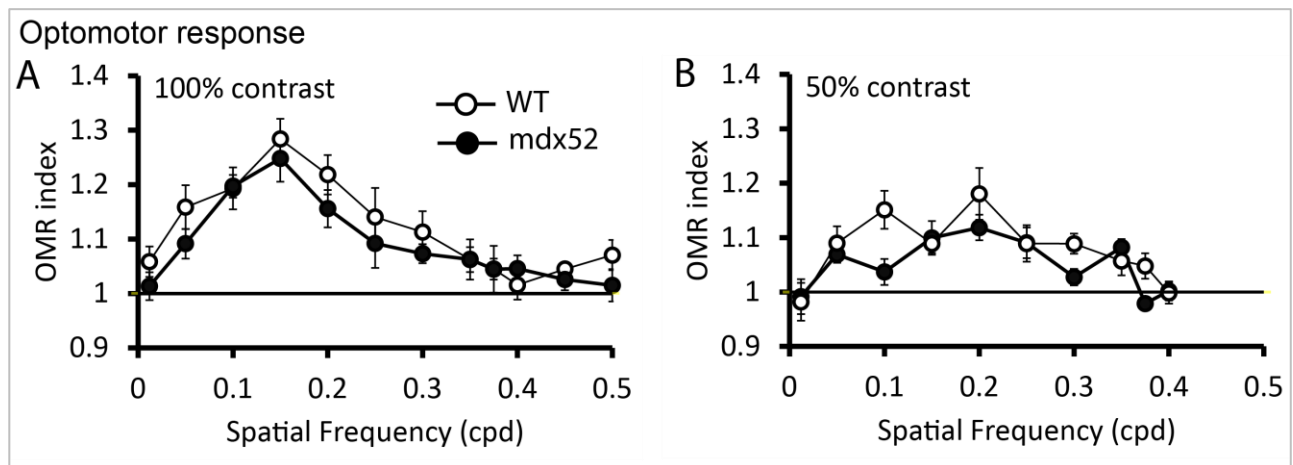 Optomotor response
A
100% contrast
WT
mdx52
OMR index
1.4
1.3
1.2
1.1
1
0.9
0 0.1 0.2 0.3 0.4 0.5
Spatial Frequency (cpd)
B
50% contrast
OMR index
1.4
1.3
1.2
1.1
1
0.9
0 0.1 0.2 0.3 0.4 0.5
Spatial Frequency (cpd)